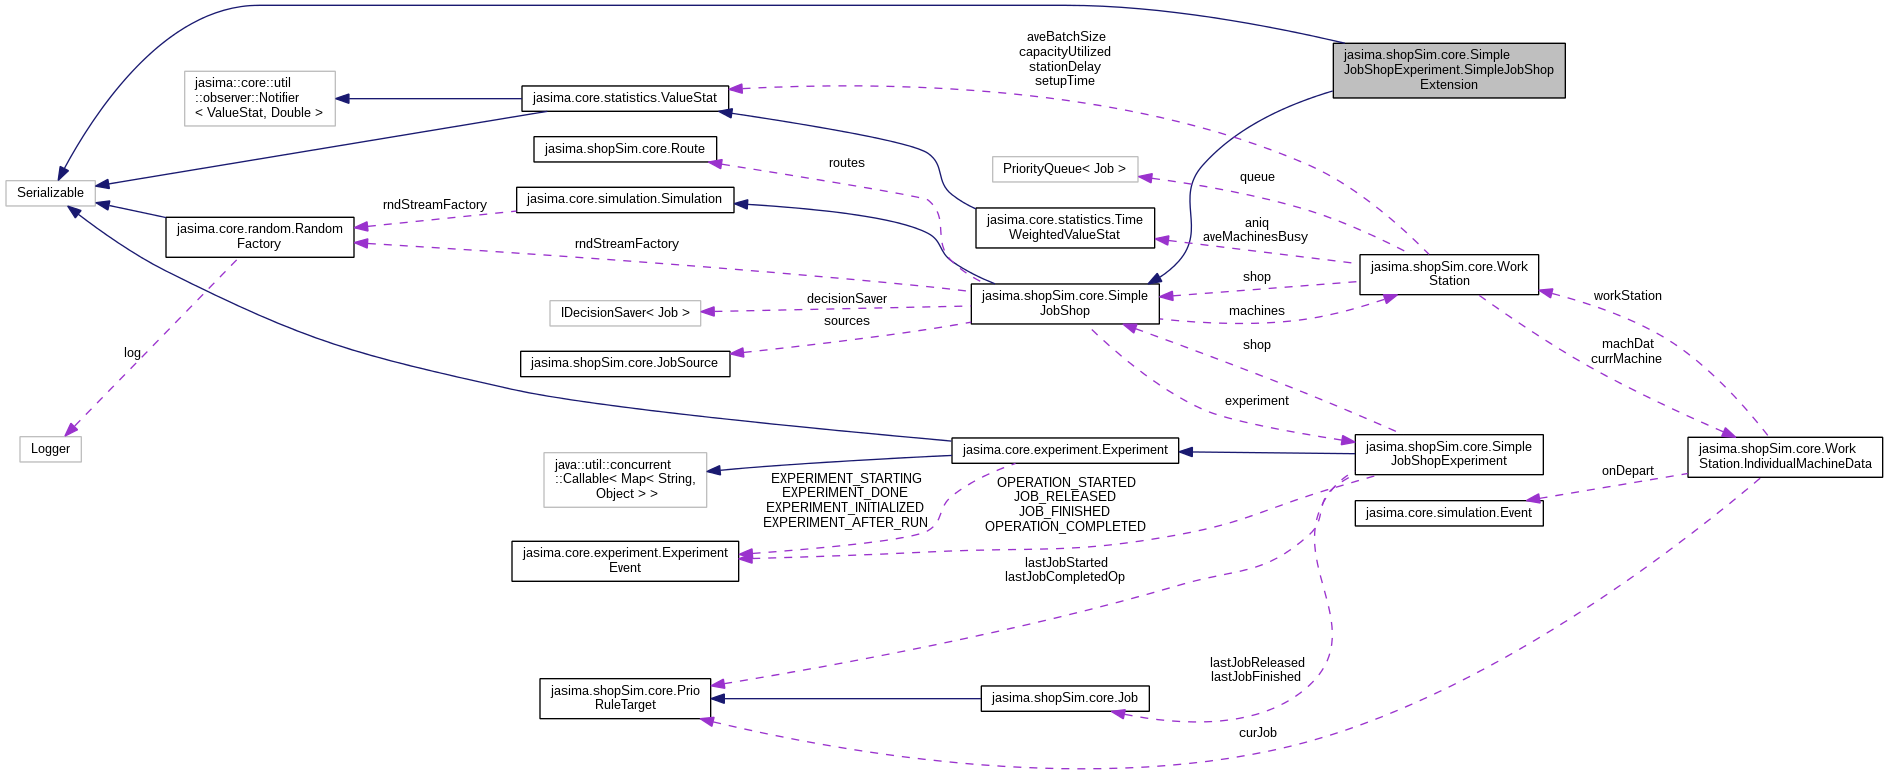 aveBatchSize
capacityUtilized
stationDelay
setupTime
jasima.shopSim.core.Simple
JobShopExperiment.SimpleJobShop
Extension
jasima::core::util
::observer::Notifier
< ValueStat, Double >
jasima.core.statistics.ValueStat
jasima.shopSim.core.Route
routes
PriorityQueue< Job >
queue
Serializable
jasima.core.simulation.Simulation
rndStreamFactory
jasima.core.random.Random
Factory
rndStreamFactory
jasima.core.statistics.Time
WeightedValueStat
aniq
aveMachinesBusy
jasima.shopSim.core.Work
Station
shop
machines
workStation
jasima.shopSim.core.Simple
JobShop
decisionSaver
IDecisionSaver< Job >
sources
jasima.shopSim.core.JobSource
log
shop
machDat
currMachine
experiment
Logger
jasima.core.experiment.Experiment
jasima.shopSim.core.Simple
JobShopExperiment
jasima.shopSim.core.Work
Station.IndividualMachineData
java::util::concurrent
::Callable< Map< String,
Object > >
EXPERIMENT_STARTING
EXPERIMENT_DONE
EXPERIMENT_INITIALIZED
EXPERIMENT_AFTER_RUN
OPERATION_STARTED
JOB_RELEASED
JOB_FINISHED
OPERATION_COMPLETED
onDepart
jasima.core.simulation.Event
jasima.core.experiment.Experiment
Event
lastJobStarted
lastJobCompletedOp
lastJobReleased
lastJobFinished
jasima.shopSim.core.Prio
RuleTarget
jasima.shopSim.core.Job
curJob